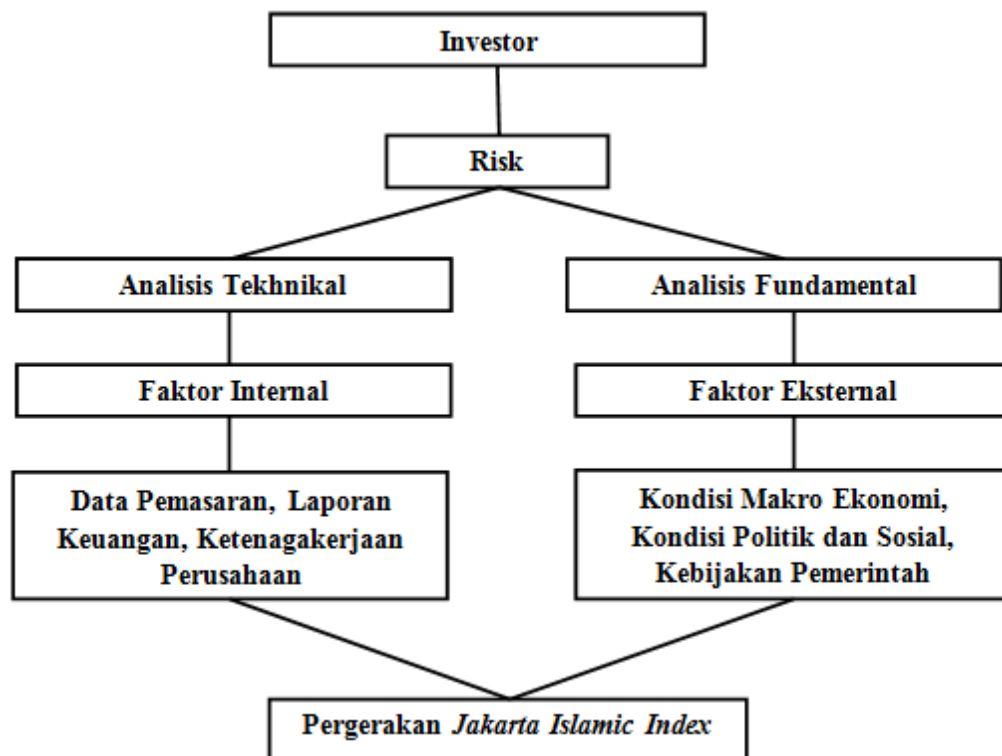 Investor
Risk
Analisis Tekhnikal
Analisis Fundamental
Faktor Internal
Faktor Eksternal
Data Pemasaran, Laporan
Keuangan, Ketenagakerjaan
Perusahaan
Kondisi Makro Ekonomi,
Kondisi Politik dan Sosial,
Kebijakan Pemerintah
Pergerakan Jakarta Islamic Index